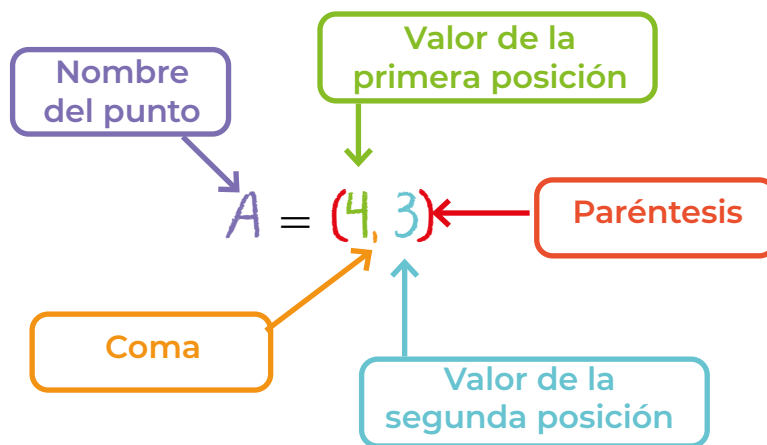 Valor de la
primera posición
Nombre
del punto
A = (4, 3)
Paréntesis
Coma
Valor de la
segunda posición